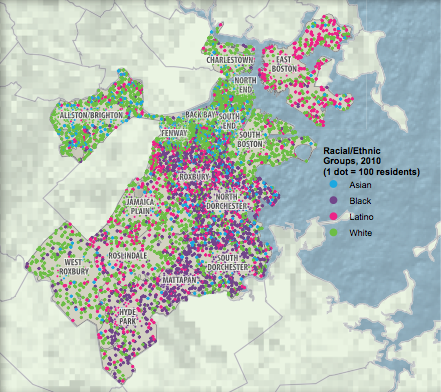 CHARLESTOWN
EAST
BOSTON
NORTH
END
ALLSTON/BRIGHTON
BACK BAY
SOUTH
END
FENWAY
SOUTH
BOSTON
Racial/Ethnic
Groups, 2010
(1 dot = 100 residents)
Asian
Black
Latino
White
ROXBURY
JAMAICA
PLAIN
NORTH
DORCHESTER
WEST
ROXBURY
ROSLINDALE
SOUTH
DORCHESTER
MATTAPAN
HYDE
PARK